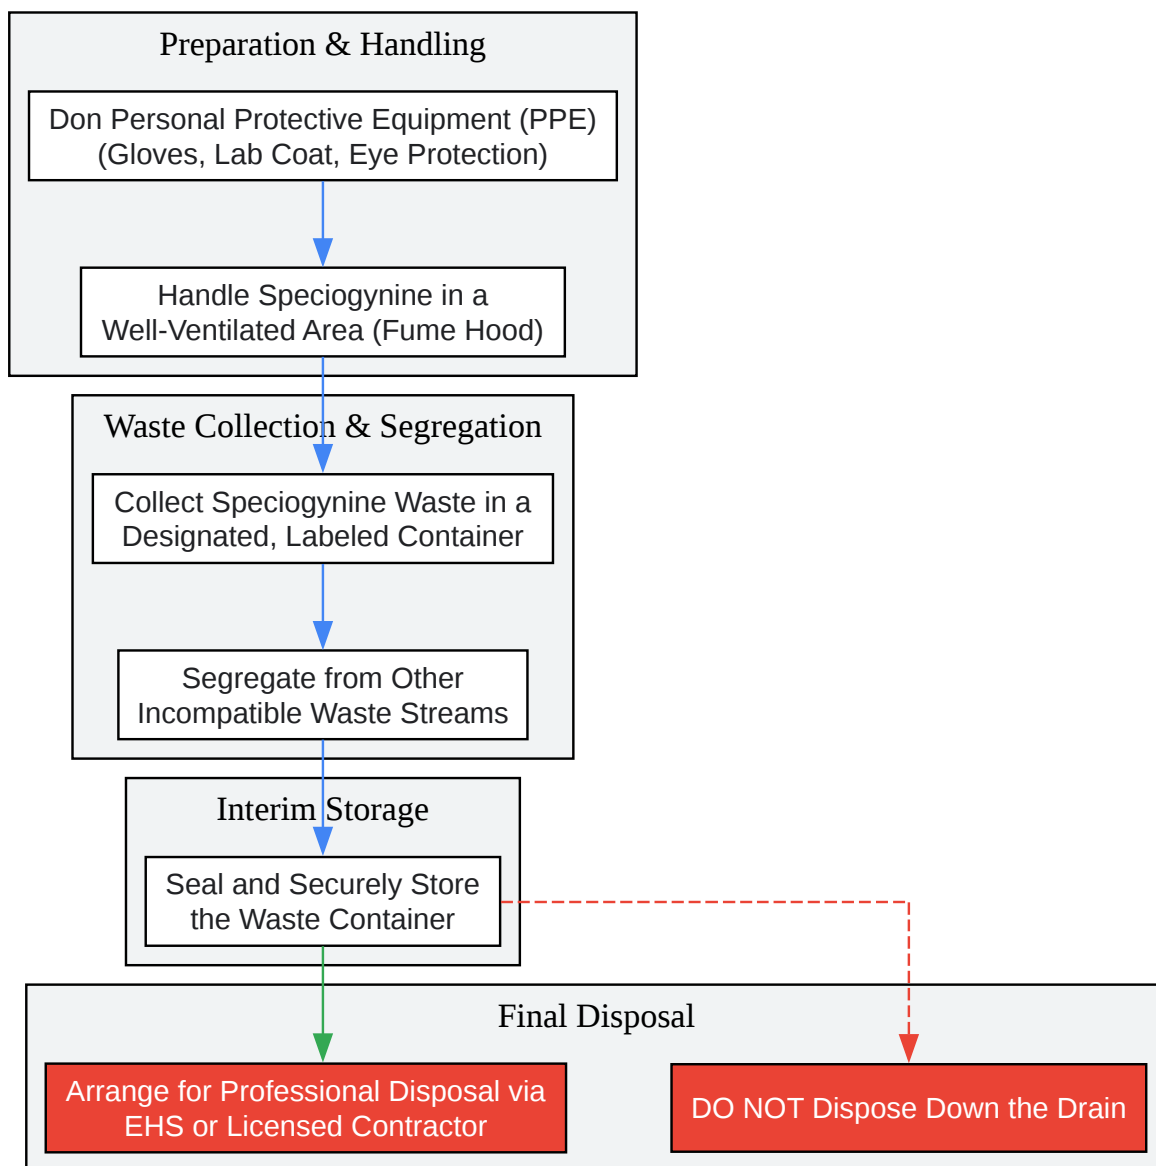 Preparation & Handling
Don Personal Protective Equipment (PPE)
(Gloves, Lab Coat, Eye Protection)
Handle Speciogynine in a
Well-Ventilated Area (Fume Hood)
Waste Collection & Segregation
Collect Speciogynine Waste in a
Designated, Labeled Container
Segregate from Other
Incompatible Waste Streams
Interim Storage
Seal and Securely Store
the Waste Container
Final Disposal
Arrange for Professional Disposal via
EHS or Licensed Contractor
DO NOT Dispose Down the Drain